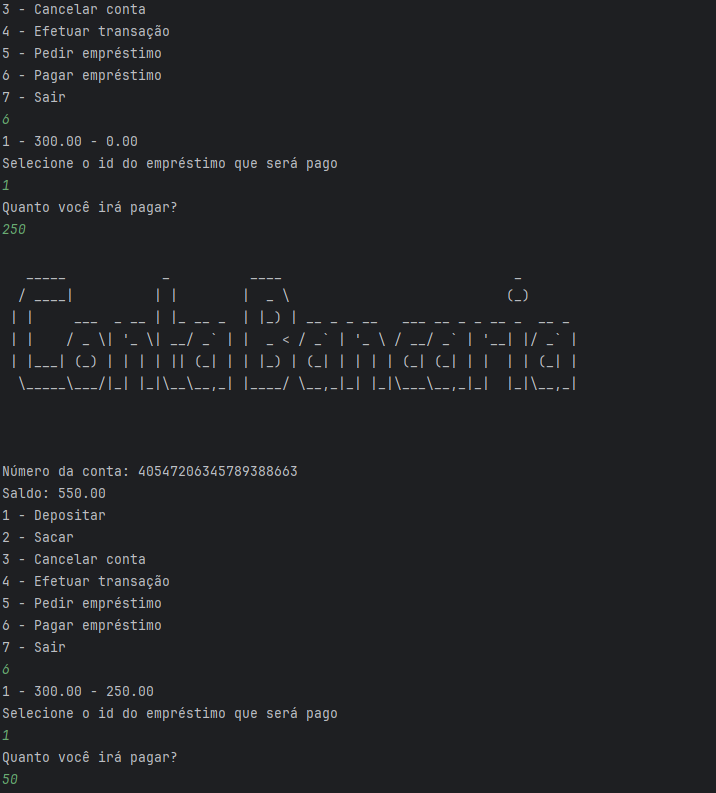 3 - Cancelar conta
4 - Efetuar transação
5 - Pedir empréstimo
6 - Pagar empréstimo
7 - Sair
6
1 - 300.00 - 0.00
Selecione o id do empréstimo que será pago
1
Quanto você irá pagar?
250
Conta Bancaria
Número da conta: 40547206345789388663
Saldo: 550.00
1 - Depositar
2 - Sacar
3 - Cancelar conta
4 - Efetuar transação
5 - Pedir empréstimo
6 - Pagar empréstimo
7 - Sair
6
1 - 300.00 - 250.00
Selecione o id do empréstimo que será pago
1
Quanto você irá pagar?
50